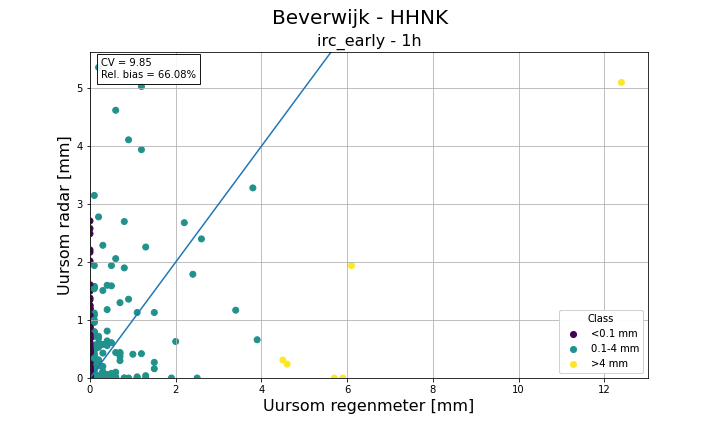 Beverwijk - HHNK
irc_early - 1h
CV = 9.85
Rel. bias = 66.08%
Uursom radar [mm]
5
4
3
2
1
0
0 2 4 6 8 10 12
Uursom regenmeter [mm]
Class
<0.1 mm
0.1-4 mm
>4 mm